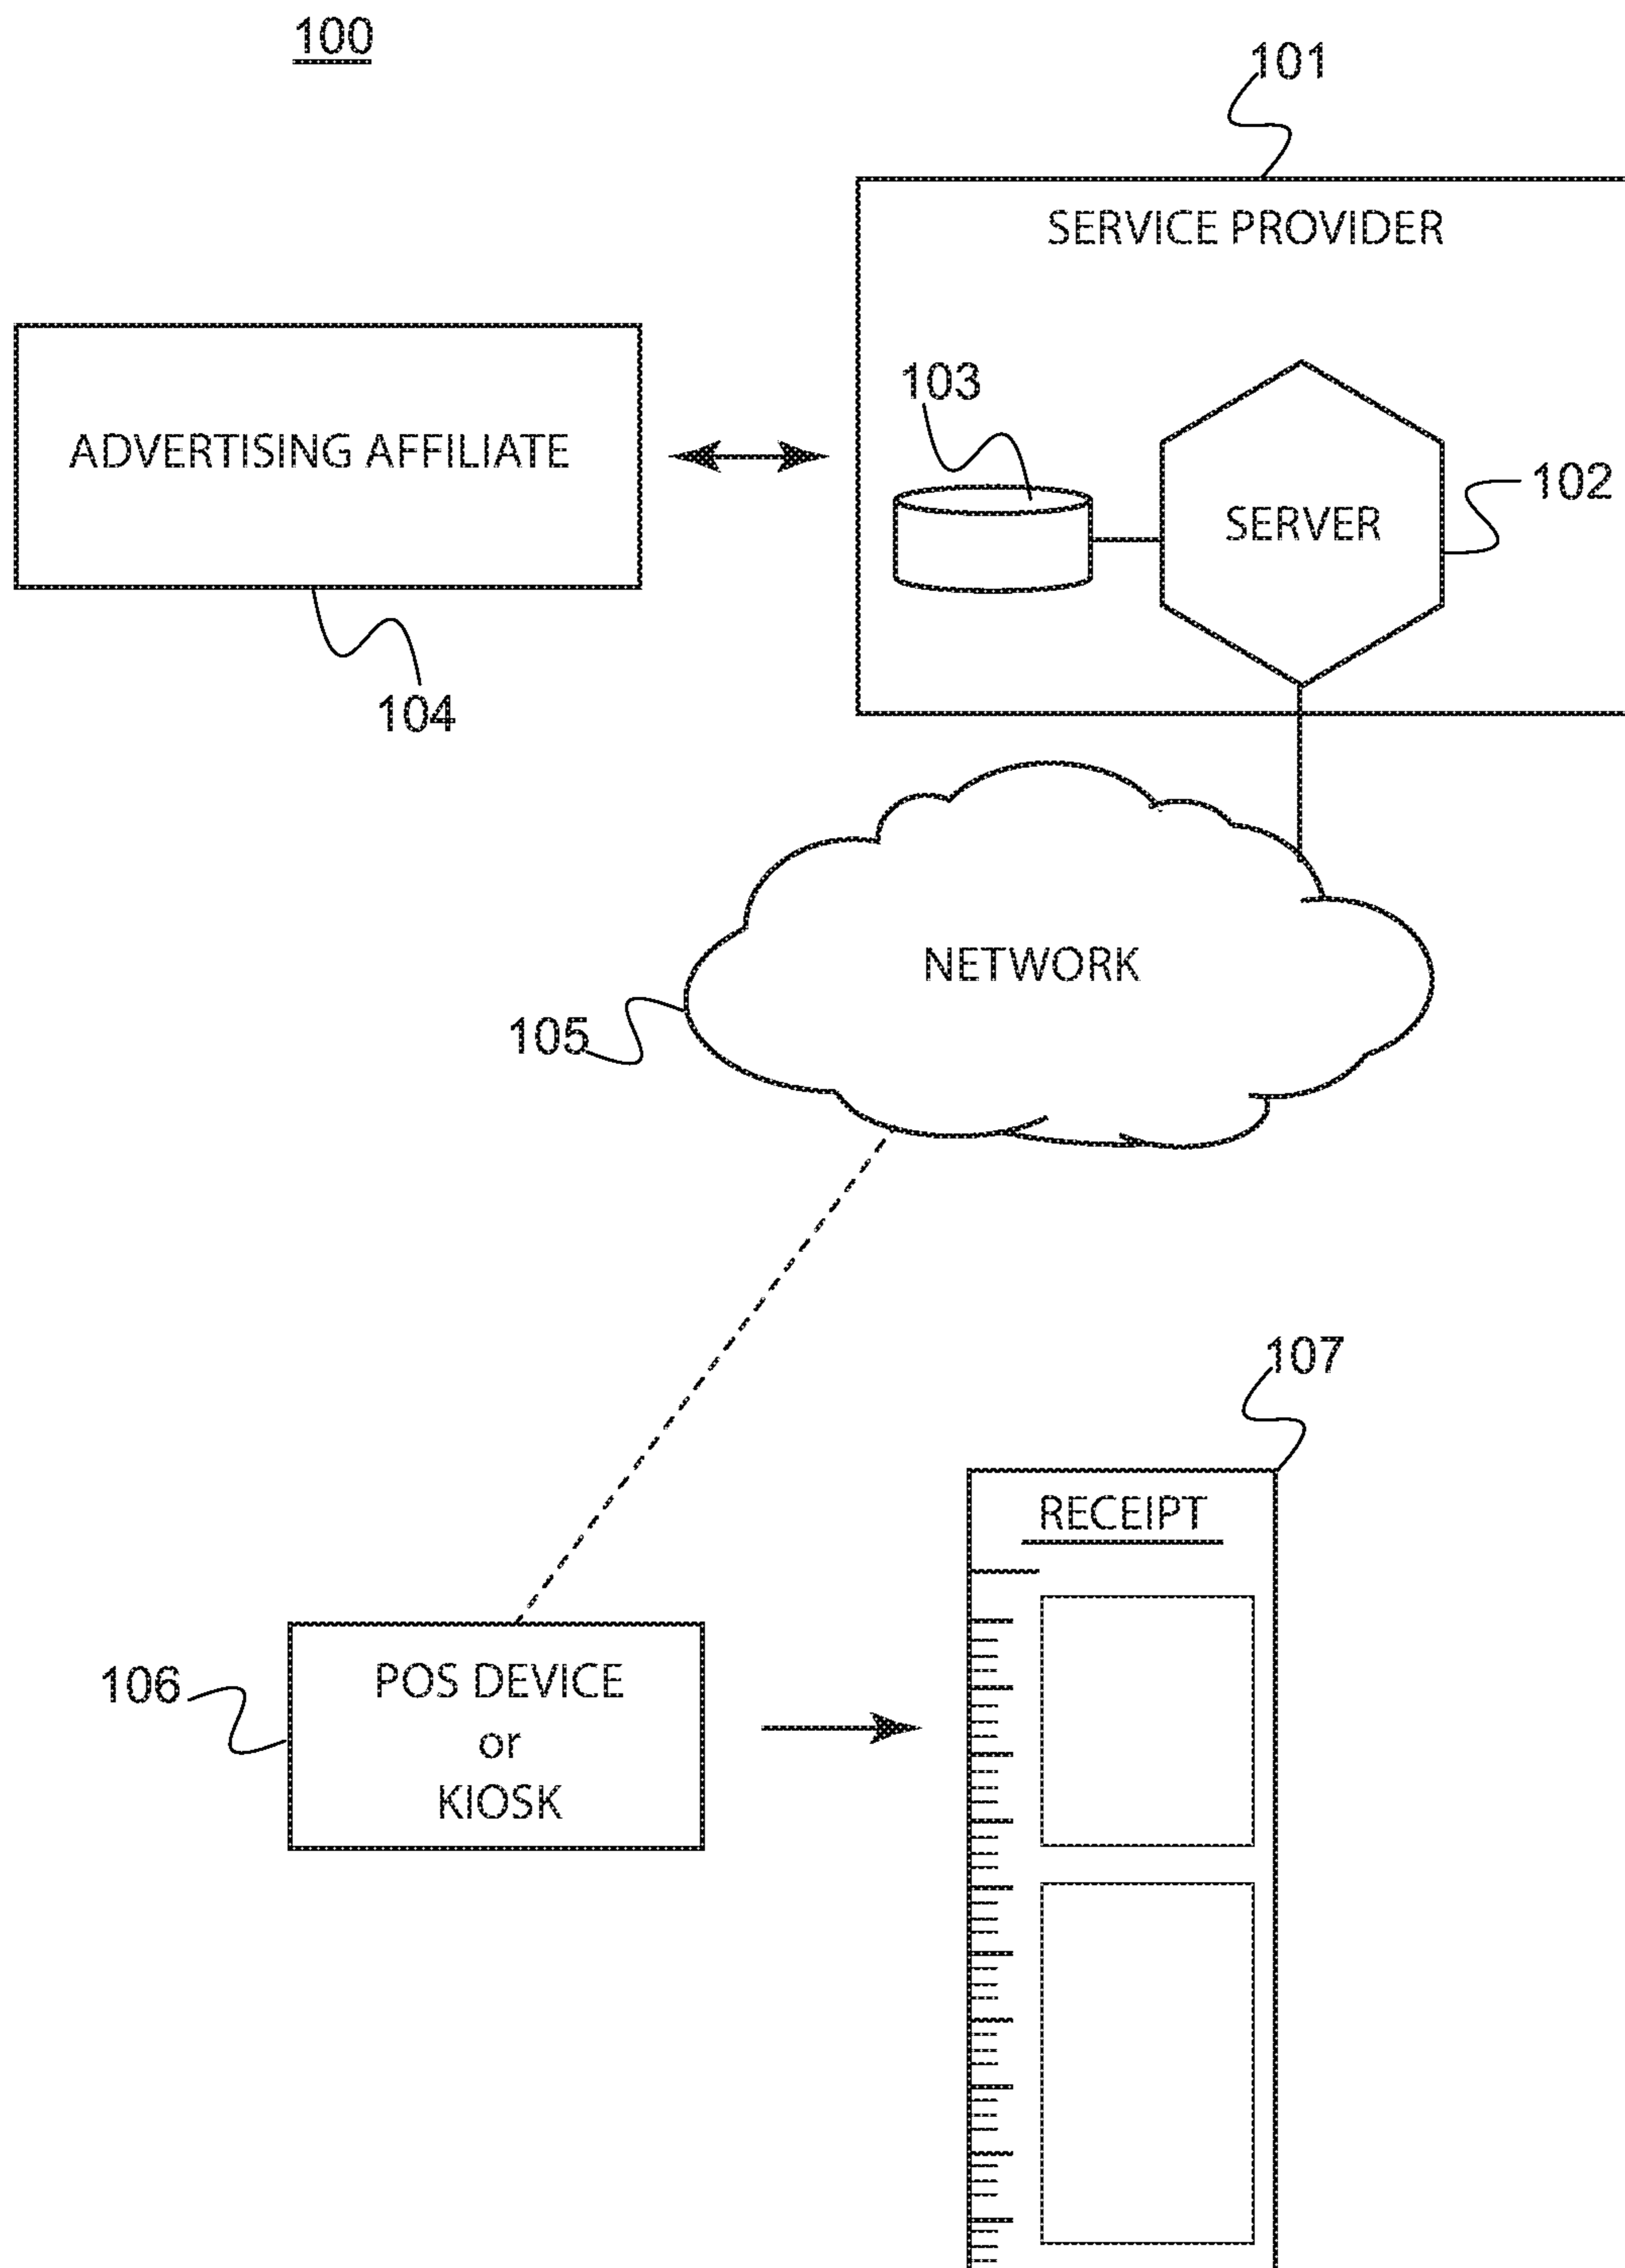 100
101
SERVICE PROVIDER
103
ADVERTISING AFFILIATE
102
SERVER
104
NETWORK
105
107
RECEIPT
106
POS DEVICE
or
KIOSK